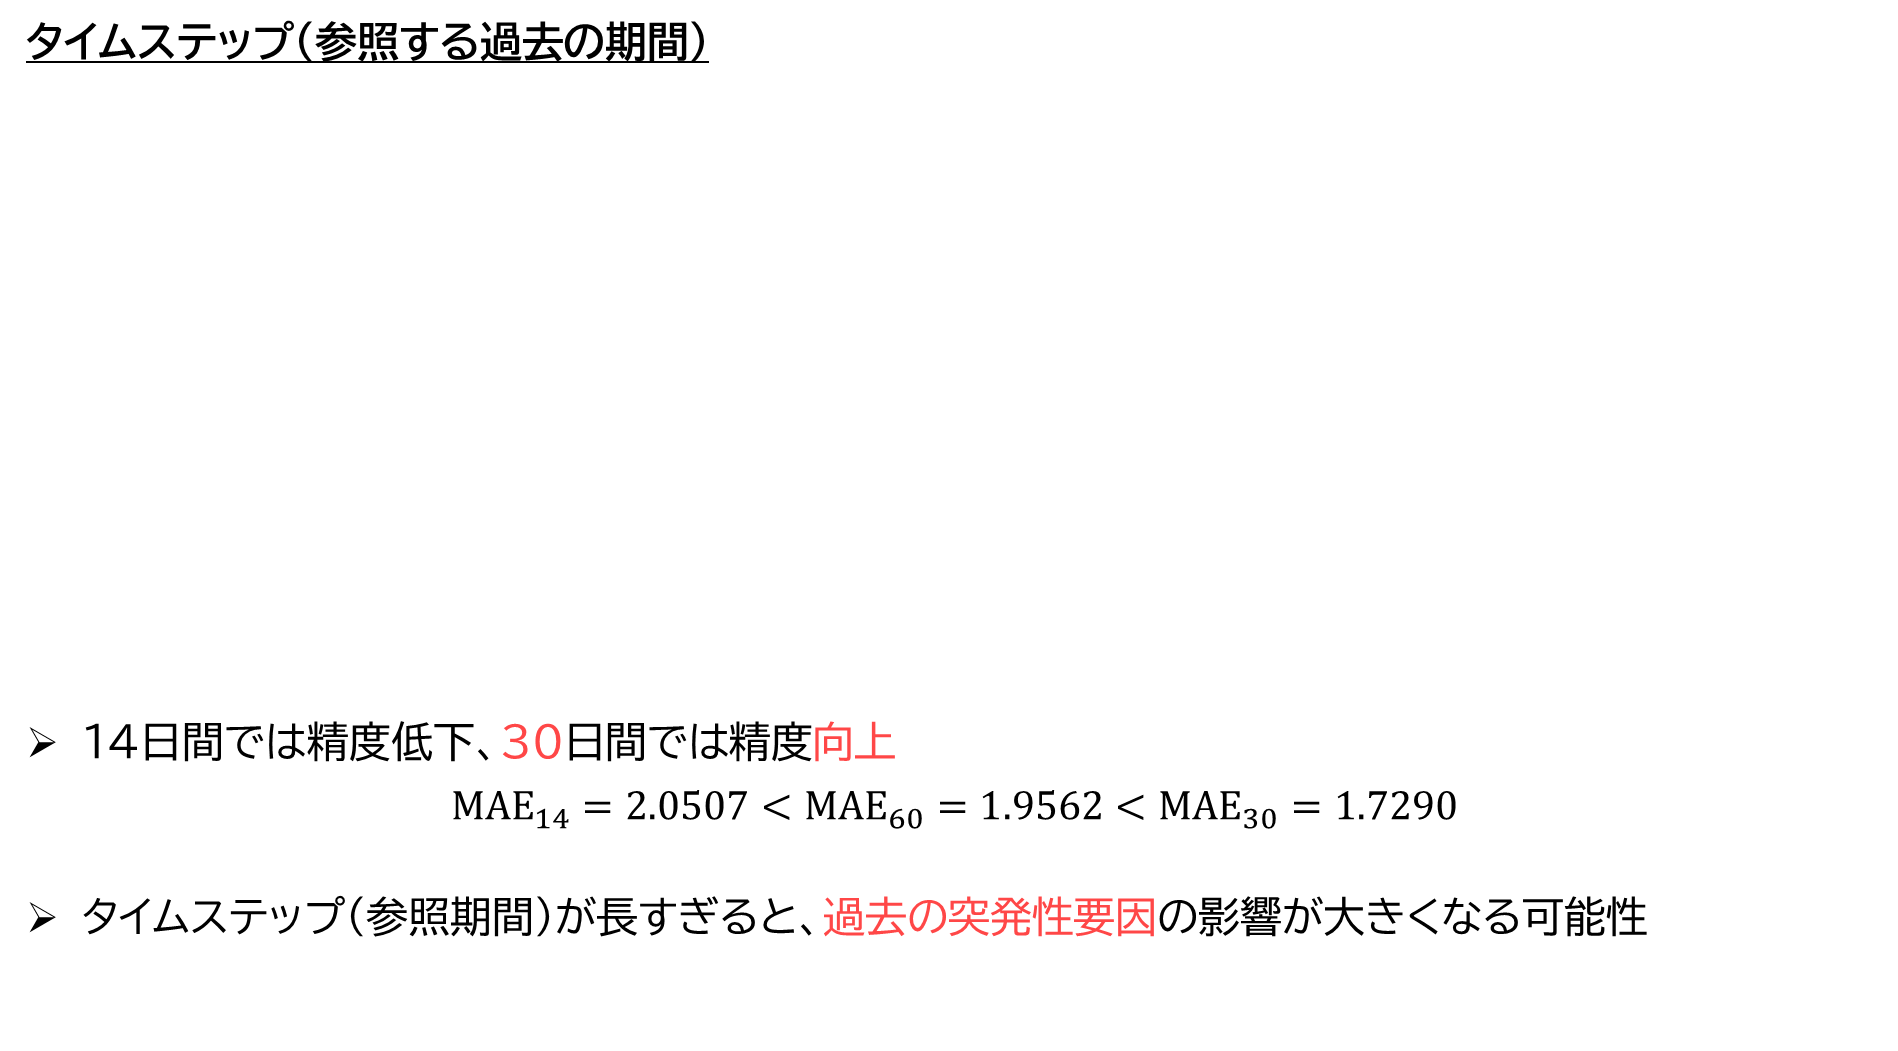 タイムステップ(参照する過去の期間)
➢ 14日間では精度低下、30日間では精度向上
MAE₁₄ = 2.0507 < MAE₆₀ = 1.9562 < MAE₃₀ = 1.7290
➢ タイムステップ(参照期間)が長すぎると、過去の突発性要因の影響が大きくなる可能性